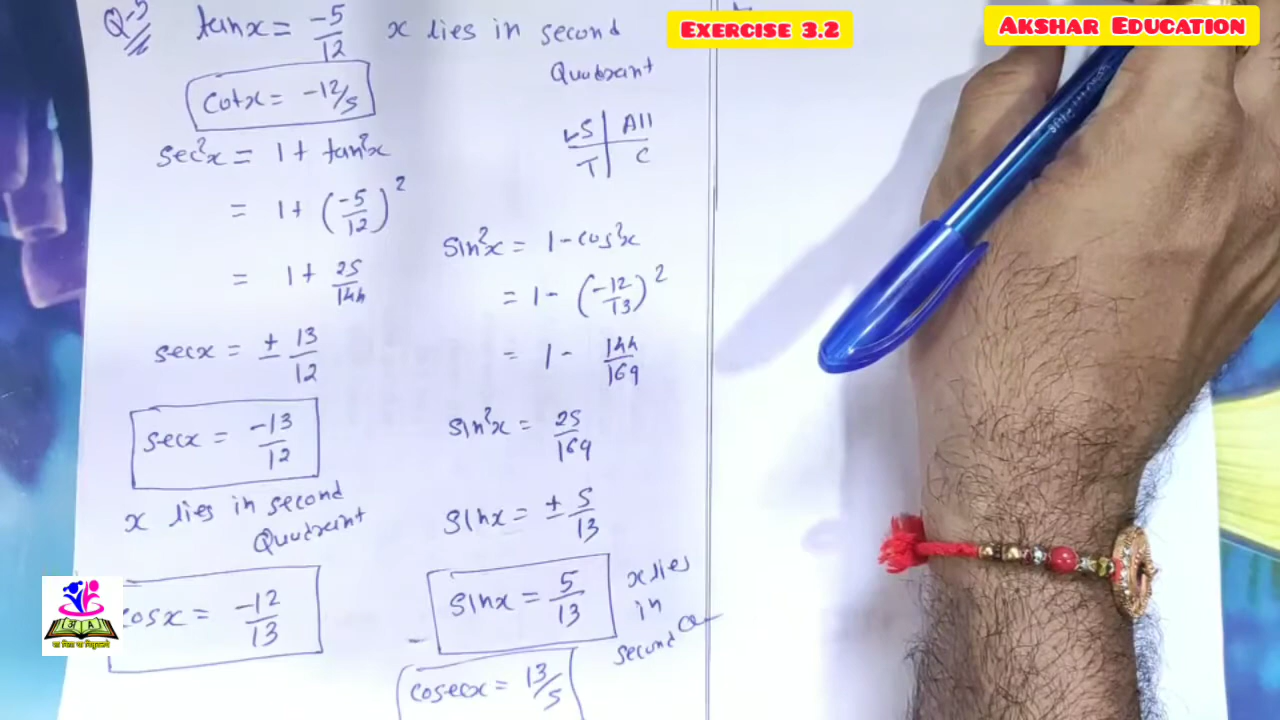 Exercise 3.2
Akshar Education
Q-5 tanx = -5/12 x lies in second
Quadrant
cotx = -12/5
S | All
T | C
sec²x = 1 + tan²x
= 1 + (-5/12)²
= 1 + 25/144
secx = ± 13/12
secx = -13/12
x lies in second
Quadrant
cosx = -12/13
sin²x = 1 - cos²x
= 1 - (-12/13)²
= 1 - 144/169
sin²x = 25/169
sinx = ± 5/13
sinx = 5/13
x lies
in
second Q
cosecx = 13/5